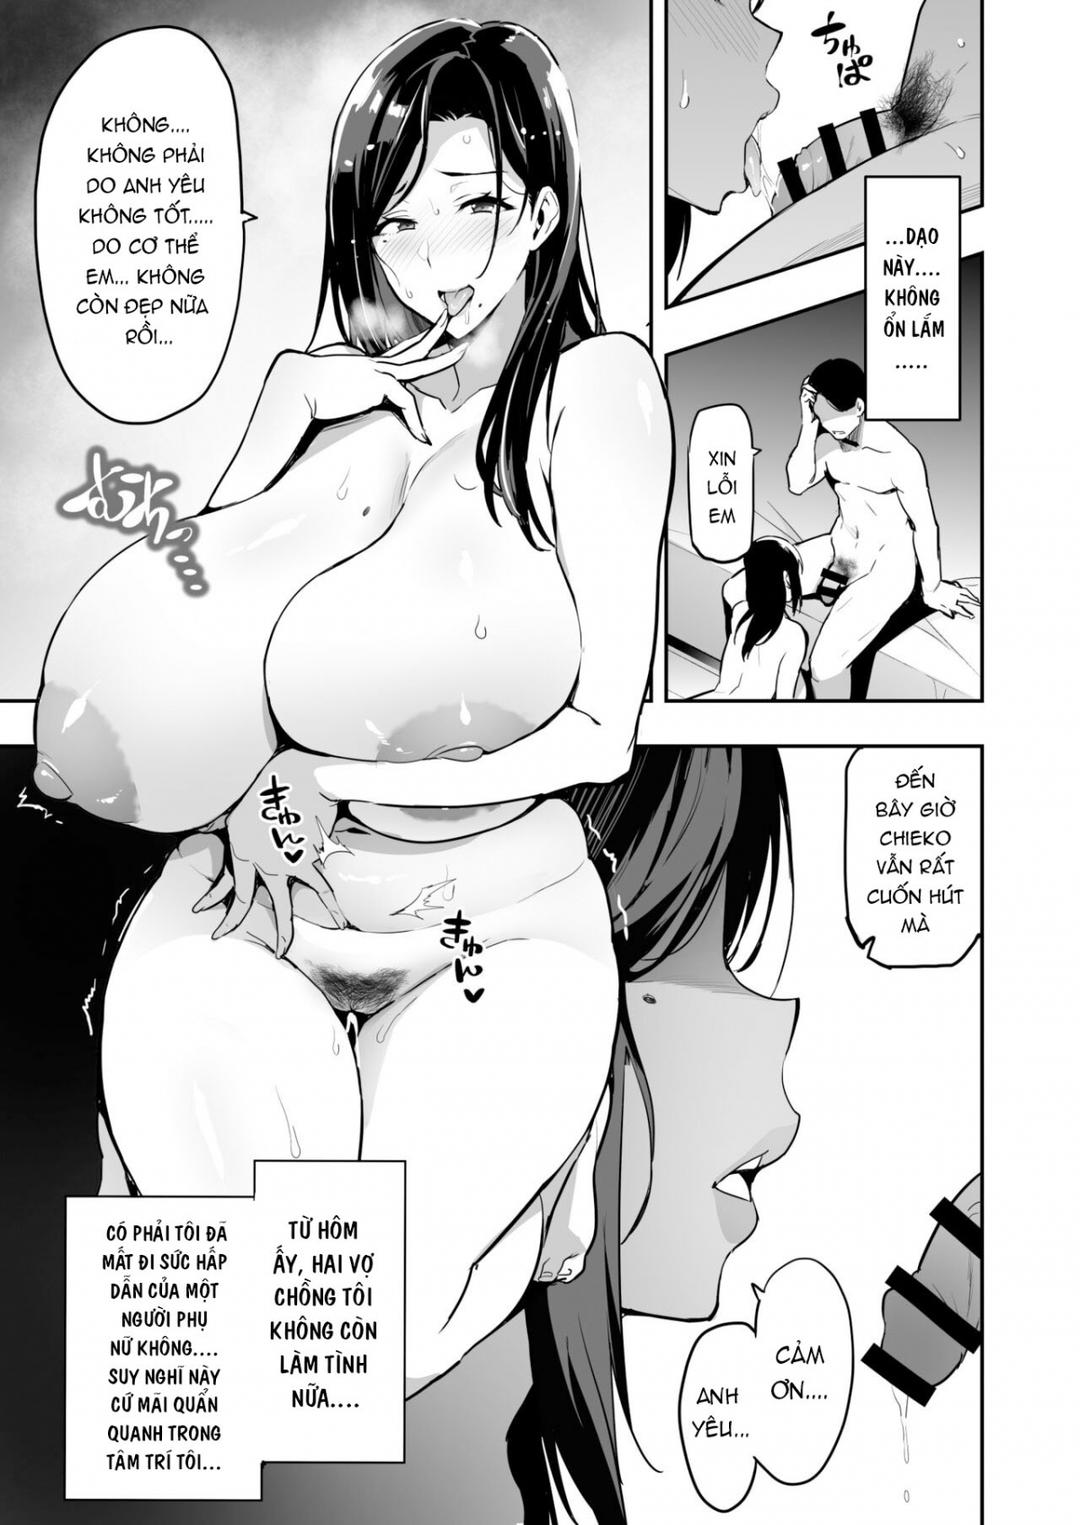 ちゅぱ
...DẠO
NÀY....
KHÔNG
ỔN LẮM
.....
XIN
LỖI
EM
KHÔNG....
KHÔNG PHẢI
DO ANH YÊU
KHÔNG TỐT.....
DO CƠ THỂ
EM... KHÔNG
CÒN ĐẸP NỮA
RỒI...
ĐẾN
BÂY GIỜ
CHIEKO
VẪN RẤT
CUỐN HÚT
MÀ
きゅん♥
きゅん♥
CẢM
ƠN....
ANH
YÊU...
TỪ HÔM
ẤY, HAI VỢ
CHỒNG TÔI
KHÔNG CÒN
LÀM TÌNH
NỮA....
CÓ PHẢI TÔI ĐÃ
MẤT ĐI SỨC HẤP
DẪN CỦA MỘT
NGƯỜI PHỤ
NỮ KHÔNG....
SUY NGHĨ NÀY
CỨ MÃI QUẨN
QUANH TRONG
TÂM TRÍ TÔI...